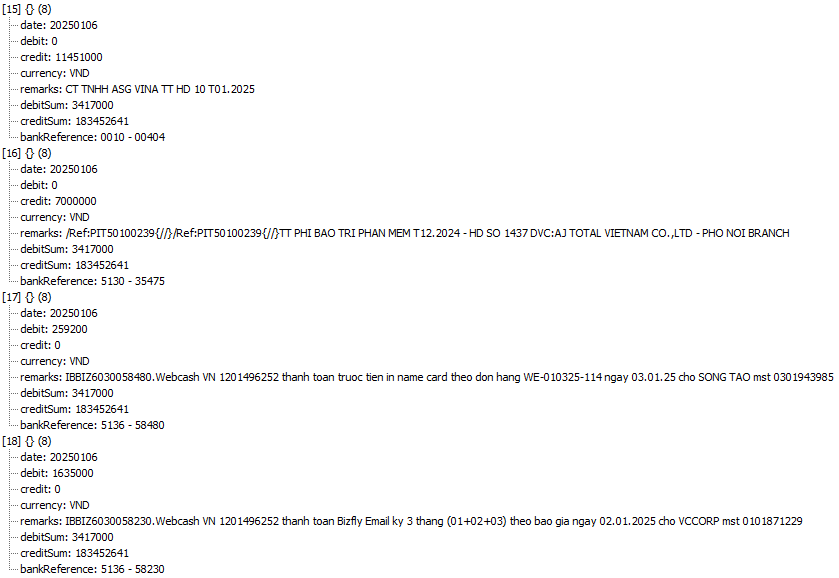 [15] {} (8)
date: 20250106
debit: 0
credit: 11451000
currency: VND
remarks: CT TNHH ASG VINA TT HD 10 T01.2025
debitSum: 3417000
creditSum: 183452641
bankReference: 0010 - 00404
[16] {} (8)
date: 20250106
debit: 0
credit: 7000000
currency: VND
remarks: /Ref:PIT50100239{//}/Ref:PIT50100239{//}TT PHI BAO TRI PHAN MEM T12.2024 - HD SO 1437 DVC:AJ TOTAL VIETNAM CO.,LTD - PHO NOI BRANCH
debitSum: 3417000
creditSum: 183452641
bankReference: 5130 - 35475
[17] {} (8)
date: 20250106
debit: 259200
credit: 0
currency: VND
remarks: IBBIZ6030058480.Webcash VN 1201496252 thanh toan truoc tien in name card theo don hang WE-010325-114 ngay 03.01.25 cho SONG TAO mst 0301943985
debitSum: 3417000
creditSum: 183452641
bankReference: 5136 - 58480
[18] {} (8)
date: 20250106
debit: 1635000
credit: 0
currency: VND
remarks: IBBIZ6030058230.Webcash VN 1201496252 thanh toan Bizfly Email ky 3 thang (01+02+03) theo bao gia ngay 02.01.2025 cho VCCORP mst 0101871229
debitSum: 3417000
creditSum: 183452641
bankReference: 5136 - 58230